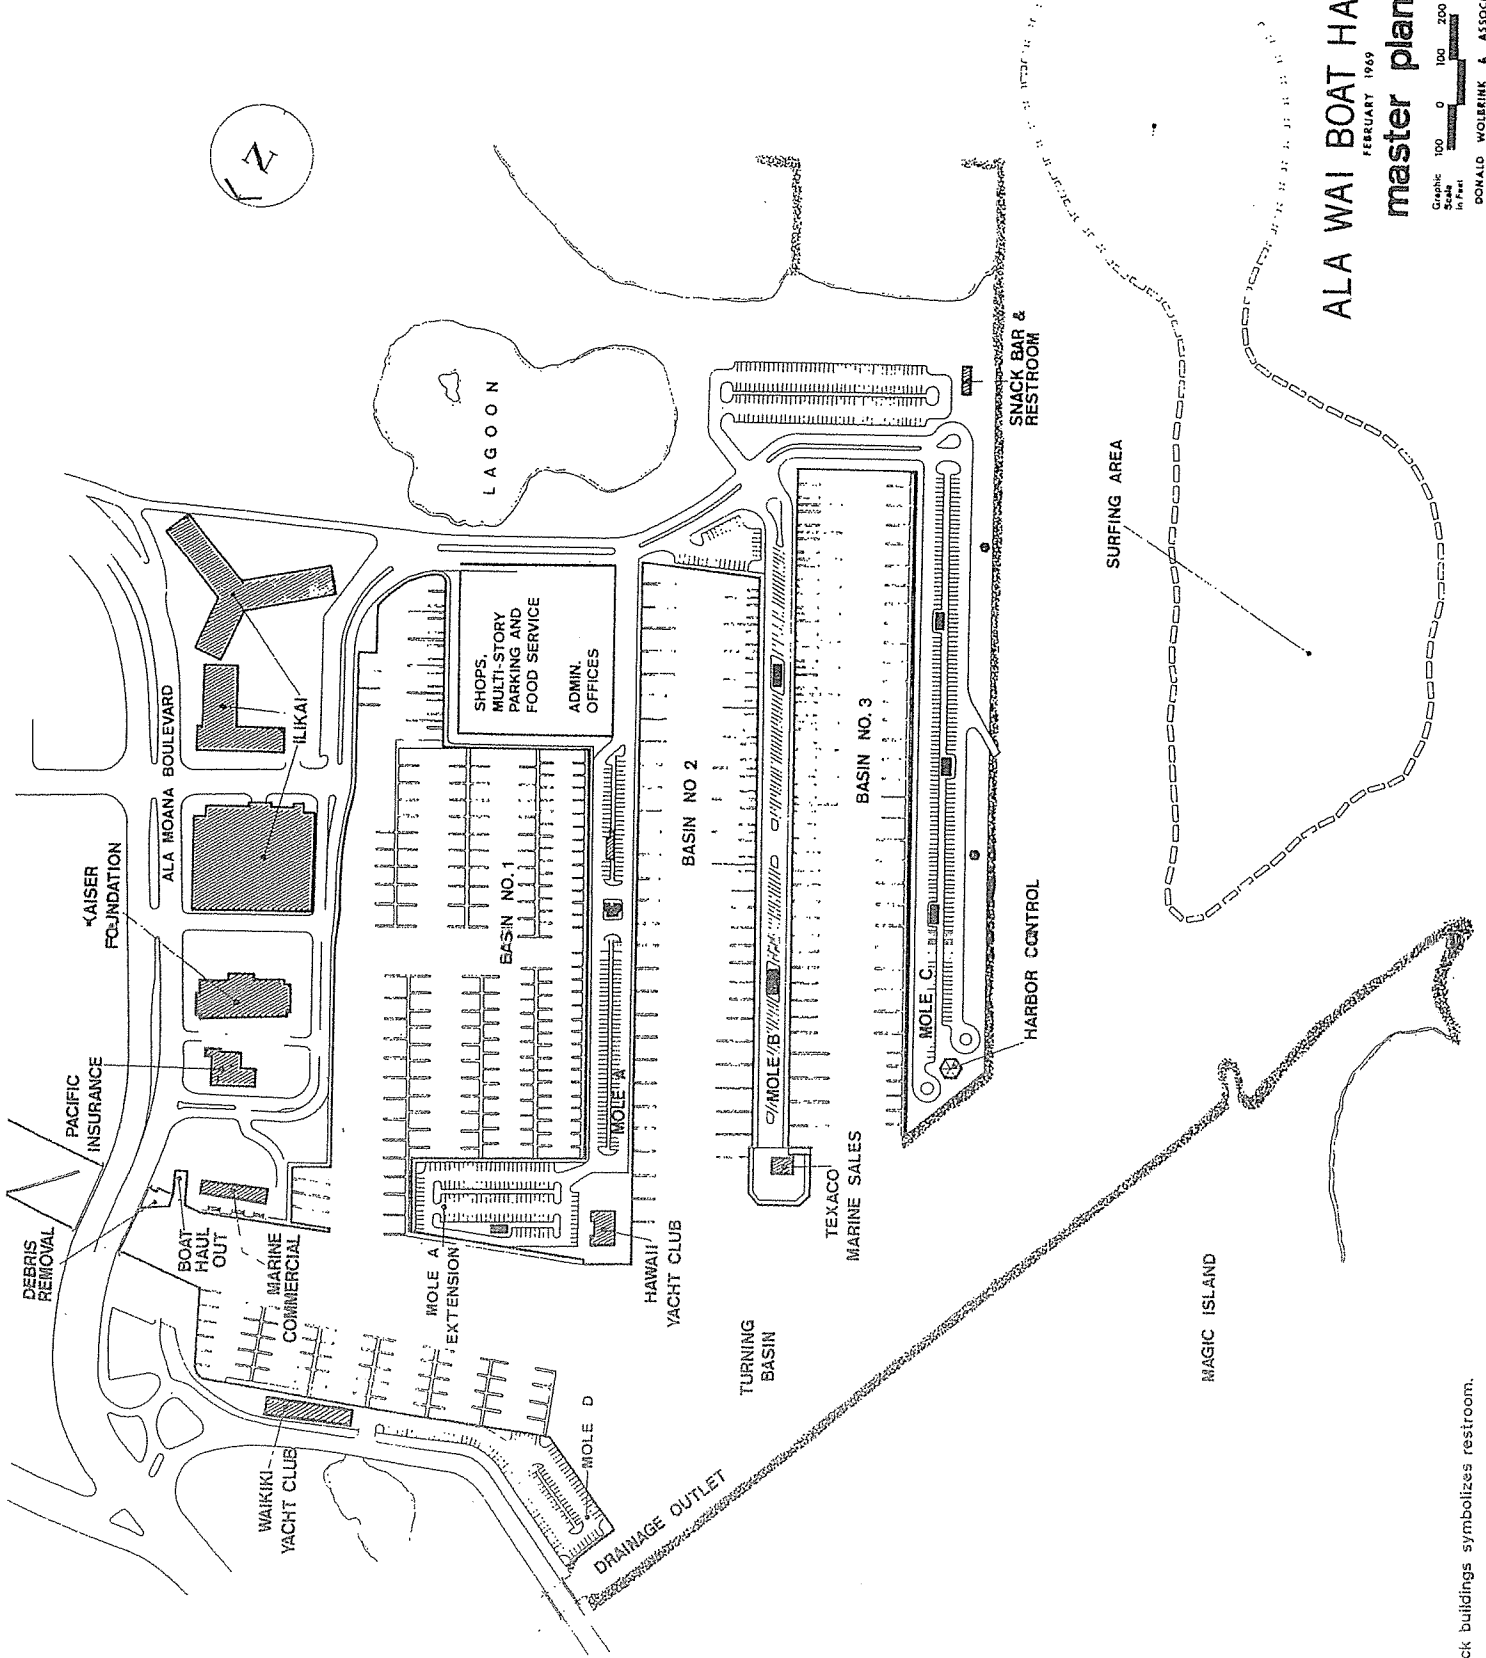 ALA WAI BOAT HA
FEBRUARY 1969
master plan
Graphic
Scale
In Feet
100 0 100 200
DONALD WOLBRINK & ASSOC
N
DEBRIS
REMOVAL
PACIFIC
INSURANCE
KAISER
FOUNDATION
ALA MOANA BOULEVARD
ILIKAI
LAGOON
BOAT
HAUL
OUT
MARINE
COMMERCIAL
WAIKIKI
YACHT CLUB
MOLE A
EXTENSION
BASIN NO. 1
SHOPS,
MULTI-STORY
PARKING AND
FOOD SERVICE
ADMIN.
OFFICES
MOLE A
HAWAII
YACHT CLUB
MOLE D
BASIN NO 2
MOLE B
TURNING
BASIN
TEXACO
MARINE SALES
BASIN NO. 3
MOLE C
HARBOR CONTROL
SNACK BAR &
RESTROOM
SURFING AREA
DRAINAGE OUTLET
MAGIC ISLAND
ck buildings symbolizes restroom.